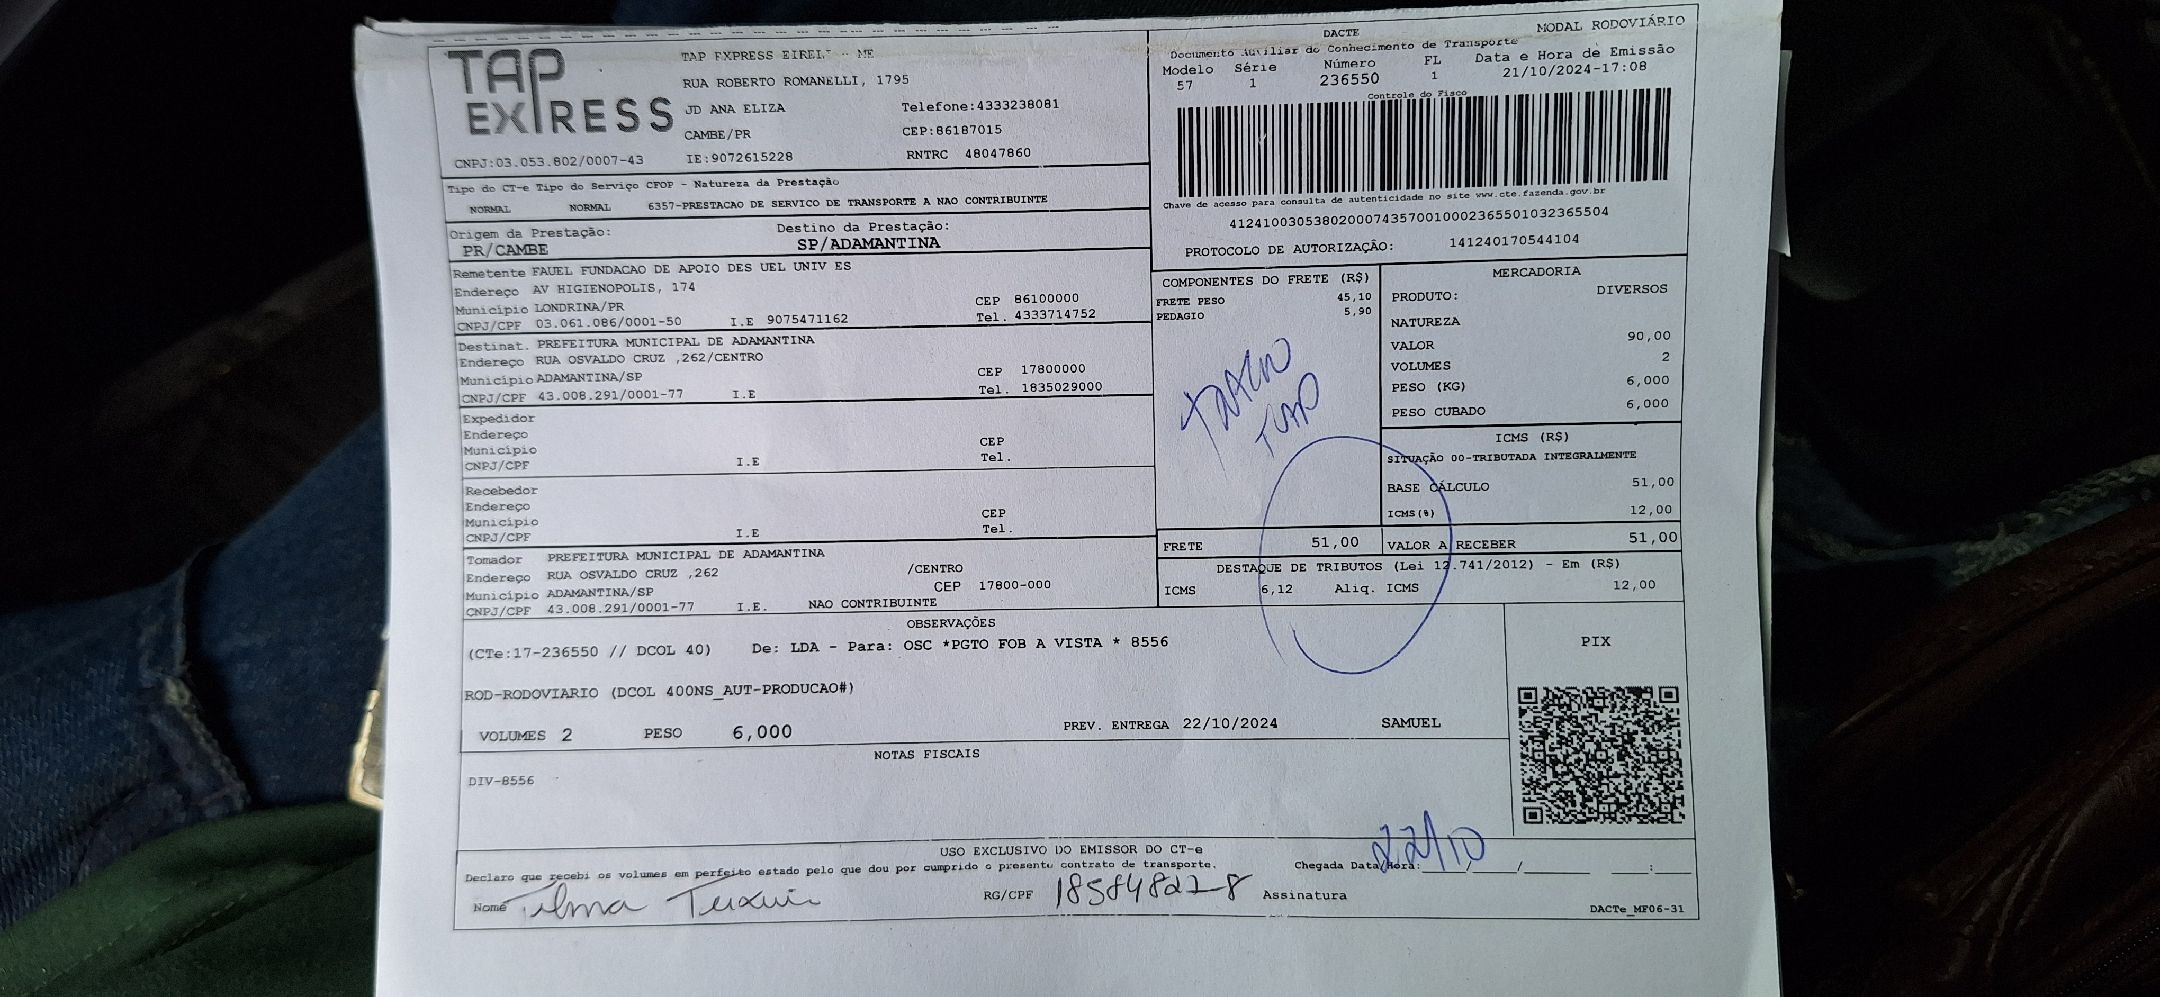 TAP EXPRESS
TAP EXPRESS EIRELI - ME
RUA ROBERTO ROMANELLI, 1795
JD ANA ELIZA Telefone:4333238081
CAMBE/PR CEP:86187015
CNPJ:03.053.802/0007-43 IE:9072615228 RNTRC 48047860
DACTE MODAL RODOVIÁRIO
Documento Auxiliar do Conhecimento de Transporte
Modelo Série Número FL Data e Hora de Emissão
57 1 236550 1 21/10/2024-17:08
Controle do Fisco
Chave de acesso para consulta de autenticidade no site www.cte.fazenda.gov.br
41241003053802000743570010002365501032365504
PROTOCOLO DE AUTORIZAÇÃO: 141240170544104
Tipo do CT-e Tipo do Serviço CFOP - Natureza da Prestação
NORMAL NORMAL 6357-PRESTACAO DE SERVICO DE TRANSPORTE A NAO CONTRIBUINTE
Origem da Prestação: Destino da Prestação:
PR/CAMBE SP/ADAMANTINA
Remetente FAUEL FUNDACAO DE APOIO DES UEL UNIV ES
Endereço AV HIGIENOPOLIS, 174
Município LONDRINA/PR CEP 86100000
CNPJ/CPF 03.061.086/0001-50 I.E 9075471162 Tel. 4333714752
Destinat. PREFEITURA MUNICIPAL DE ADAMANTINA
Endereço RUA OSVALDO CRUZ ,262/CENTRO
Município ADAMANTINA/SP CEP 17800000
CNPJ/CPF 43.008.291/0001-77 I.E Tel. 1835029000
Expedidor
Endereço
Município CEP
CNPJ/CPF I.E Tel.
Recebedor
Endereço
Município CEP
CNPJ/CPF I.E Tel.
Tomador PREFEITURA MUNICIPAL DE ADAMANTINA
Endereço RUA OSVALDO CRUZ ,262 /CENTRO
Município ADAMANTINA/SP CEP 17800-000
CNPJ/CPF 43.008.291/0001-77 I.E. NAO CONTRIBUINTE
COMPONENTES DO FRETE (R$)
FRETE PESO 45,10
PEDAGIO 5,90
MERCADORIA
PRODUTO: DIVERSOS
NATUREZA
VALOR 90,00
VOLUMES 2
PESO (KG) 6,000
PESO CUBADO 6,000
ICMS (R$)
SITUAÇÃO 00-TRIBUTADA INTEGRALMENTE
BASE CÁLCULO 51,00
ICMS(%) 12,00
FRETE 51,00 VALOR A RECEBER 51,00
DESTAQUE DE TRIBUTOS (Lei 12.741/2012) - Em (R$)
ICMS 6,12 Aliq. ICMS 12,00
OBSERVAÇÕES
(CTe:17-236550 // DCOL 40) De: LDA - Para: OSC *PGTO FOB A VISTA * 8556
ROD-RODOVIARIO (DCOL 400NS_AUT-PRODUCAO#)
VOLUMES 2 PESO 6,000 PREV. ENTREGA 22/10/2024 SAMUEL
PIX
NOTAS FISCAIS
DIV-8556
USO EXCLUSIVO DO EMISSOR DO CT-e
Declaro que recebi os volumes em perfeito estado pelo que dou por cumprido o presente contrato de transporte. Chegada Data/Hora: 22/10
Nome RG/CPF 18584827-8 Assinatura
DACTe_MF06-31